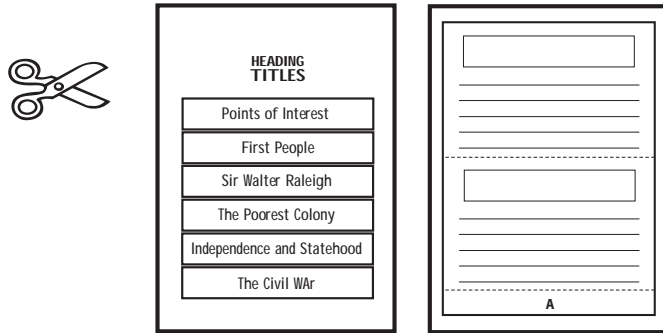 HEADING
TITLES
Points of Interest
First People
Sir Walter Raleigh
The Poorest Colony
Independence and Statehood
The Civil WAr
A